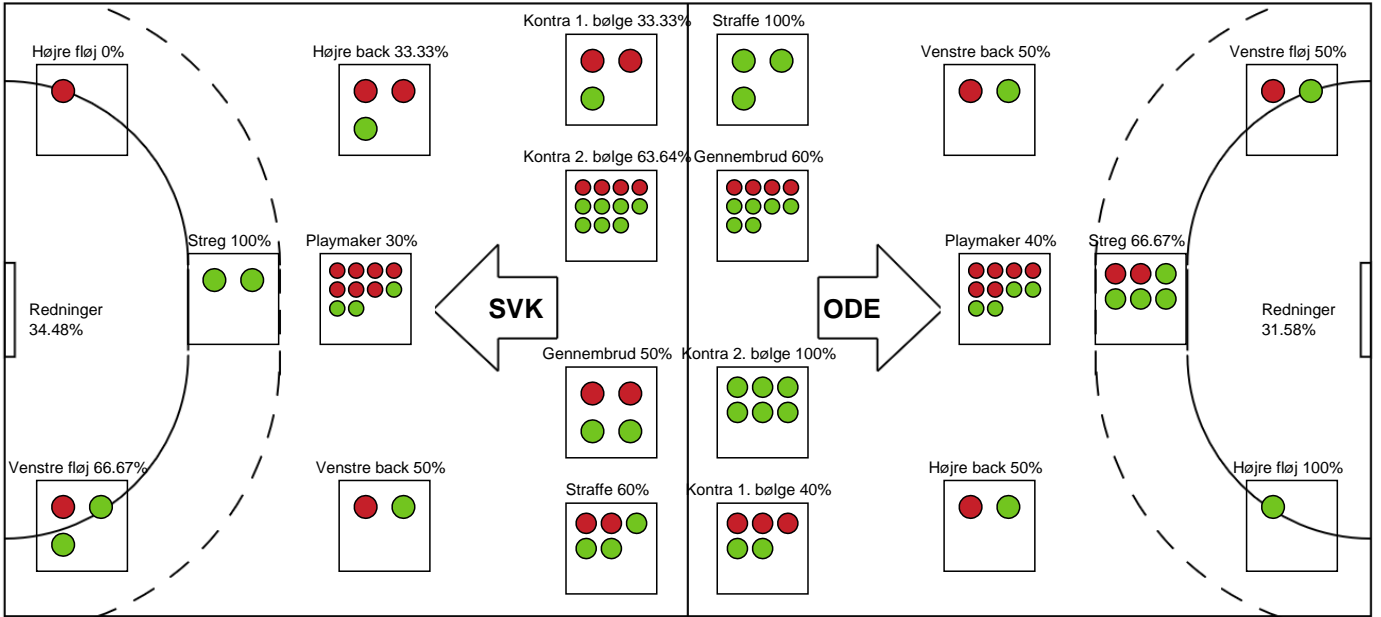 Kontra 1. bølge 33.33%
Straffe 100%
Højre fløj 0%
Højre back 33.33%
Venstre back 50%
Venstre fløj 50%
Kontra 2. bølge 63.64%
Gennembrud 60%
Streg 100%
Playmaker 30%
Playmaker 40%
Streg 66.67%
Redninger
34.48%
SVK
ODE
Redninger
31.58%
Gennembrud 50%
Kontra 2. bølge 100%
Venstre fløj 66.67%
Venstre back 50%
Højre back 50%
Højre fløj 100%
Straffe 60%
Kontra 1. bølge 40%